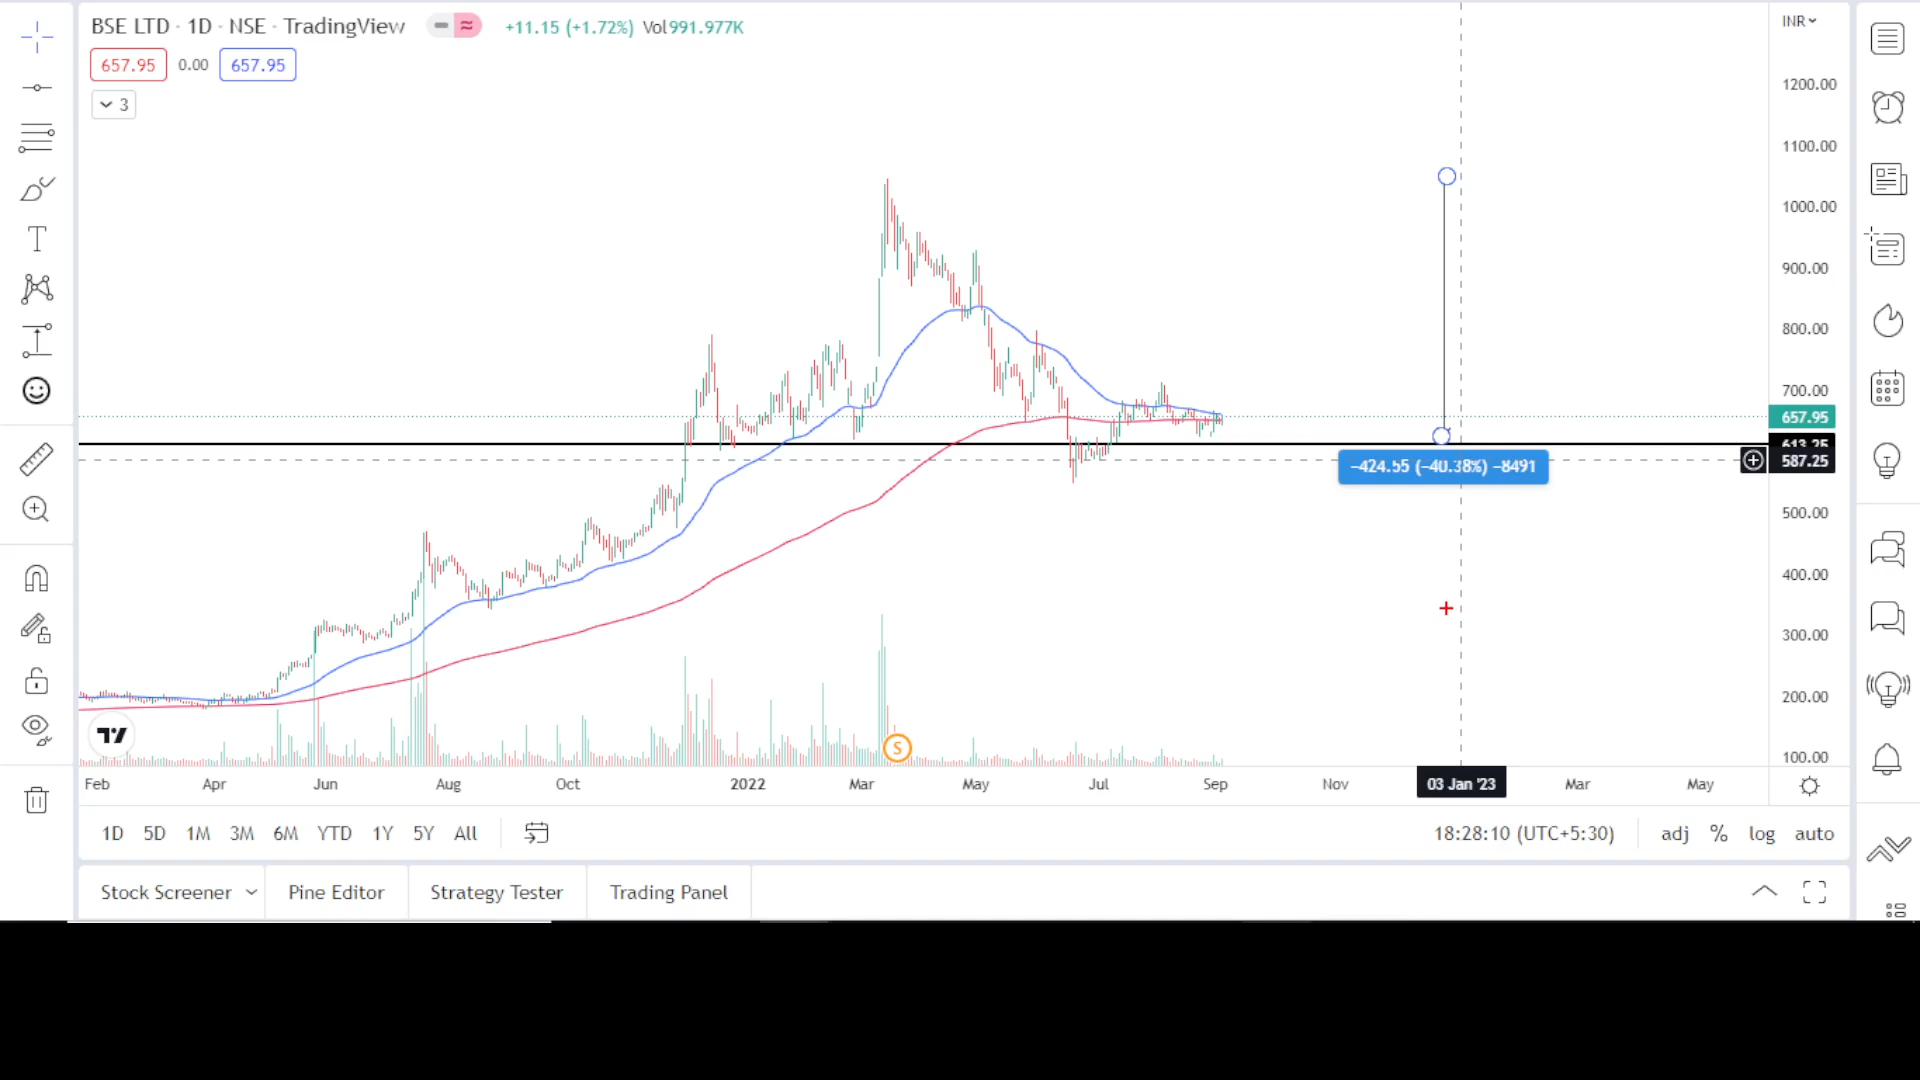 BSE LTD · 1D · NSE · TradingView +11.15 (+1.72%) Vol991.977K
INR
657.95 0.00 657.95
3
1200.00
1100.00
1000.00
900.00
800.00
700.00
657.95
613.25
587.25
−424.55 (−40.38%) −8491
500.00
400.00
300.00
200.00
100.00
S
Feb Apr Jun Aug Oct 2022 Mar May Jul Sep Nov 03 Jan '23 Mar May
1D 5D 1M 3M 6M YTD 1Y 5Y All 18:28:10 (UTC+5:30) adj % log auto
Stock Screener Pine Editor Strategy Tester Trading Panel